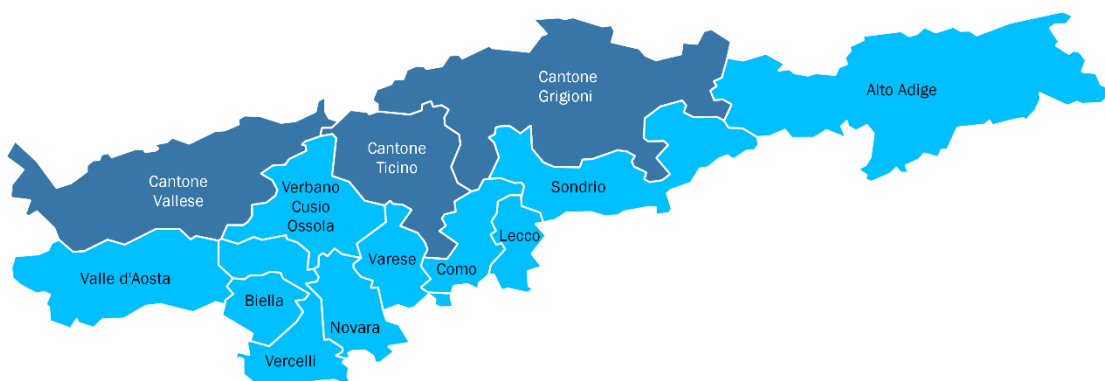 Cantone
Grigioni
Alto Adige
Cantone
Ticino
Cantone
Vallese
Verbano
Cusio
Ossola
Sondrio
Lecco
Varese
Como
Valle d'Aosta
Biella
Novara
Vercelli